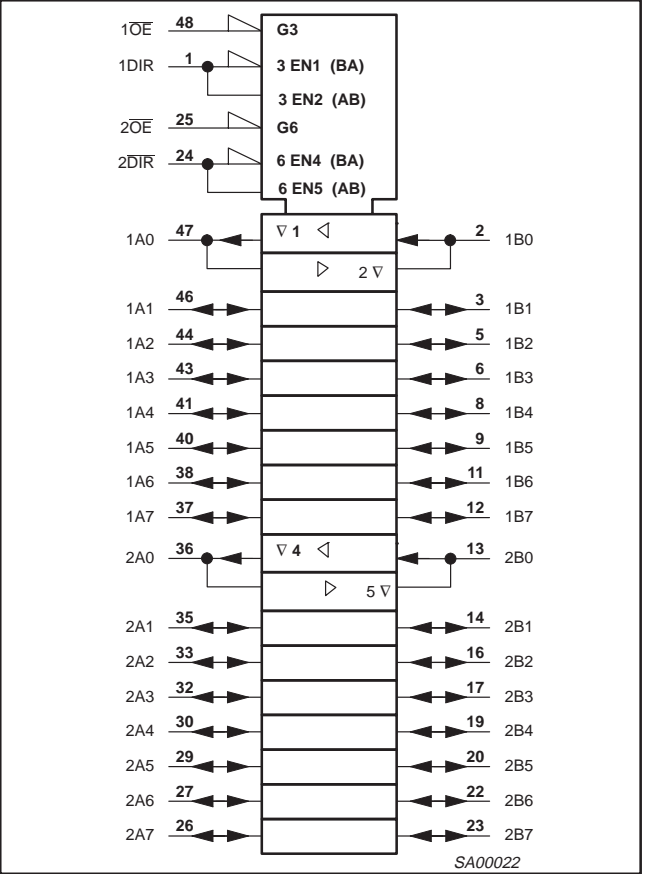 1O̅E̅ 48 G3
1DIR 1 3 EN1 (BA)
3 EN2 (AB)
2O̅E̅ 25 G6
2D̅I̅R̅ 24 6 EN4 (BA)
6 EN5 (AB)
1A0 47 ∇ 1 ◁ 2 1B0
▷ 2 ∇
1A1 46 3 1B1
1A2 44 5 1B2
1A3 43 6 1B3
1A4 41 8 1B4
1A5 40 9 1B5
1A6 38 11 1B6
1A7 37 12 1B7
2A0 36 ∇ 4 ◁ 13 2B0
▷ 5 ∇
2A1 35 14 2B1
2A2 33 16 2B2
2A3 32 17 2B3
2A4 30 19 2B4
2A5 29 20 2B5
2A6 27 22 2B6
2A7 26 23 2B7
SA00022